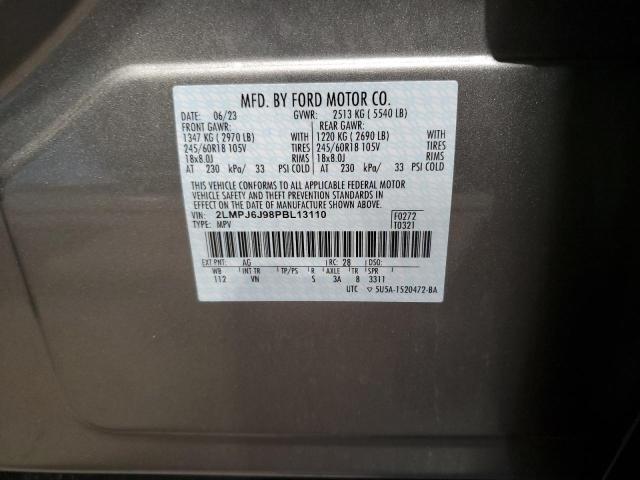 MFD. BY FORD MOTOR CO.
DATE: 06/23 GVWR: 2513 KG ( 5540 LB)
FRONT GAWR: REAR GAWR:
1347 KG ( 2970 LB) WITH 1220 KG ( 2690 LB) WITH
245/60R18 105V TIRES 245/60R18 105V TIRES
18x8.0J RIMS 18x8.0J RIMS
AT 230 kPa/ 33 PSI COLD AT 230 kPa/ 33 PSI COLD
THIS VEHICLE CONFORMS TO ALL APPLICABLE FEDERAL MOTOR
VEHICLE SAFETY AND THEFT PREVENTION STANDARDS IN
EFFECT ON THE DATE OF MANUFACTURE SHOWN ABOVE.
VIN: 2LMPJ6J98PBL13110 F0272
TYPE: MPV T0321
EXT PNT: AG RC: 28 DSO:
WB INT TR TP/PS R AXLE TR SPR
112 VN S 3A 8 3311
UTC ▽ 5U5A-1520472-BA